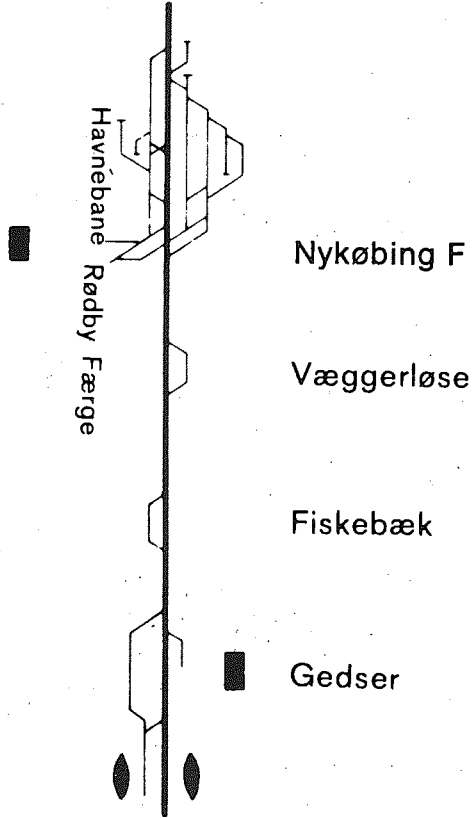 Havnebane
Rødby Færge
Nykøbing F
Væggerløse
Fiskebæk
Gedser